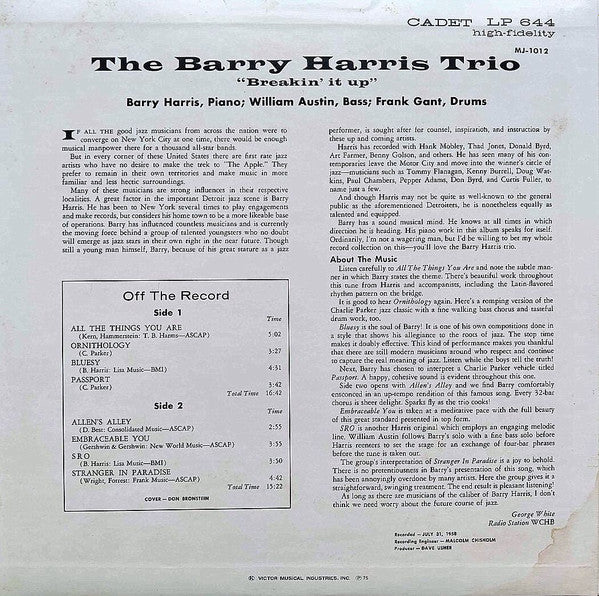 CADET LP 644
high-fidelity
MJ-1012
The Barry Harris Trio
"Breakin' it up"
Barry Harris, Piano; William Austin, Bass; Frank Gant, Drums
IF ALL THE good jazz musicians from across the nation were to
converge on New York City at one time, there would be enough
musical manpower there for a thousand all-star bands.
But in every corner of these United States there are first rate jazz
artists who have no desire to make the trek to "The Apple." They
prefer to remain in their own territories and make music in more
familiar and less hectic surroundings.
Many of these musicians are strong influences in their respective
localities. A great factor in the important Detroit jazz scene is Barry
Harris. He has been to New York several times to play engagements
and make records, but considers his home town to be a more likeable base
of operations. Barry has influenced countless musicians and is currently
the moving force behind a group of talented youngsters who no doubt
will emerge as jazz stars in their own right in the near future. Though
still a young man himself, Barry, because of his great stature as a jazz
performer, is sought after for counsel, inspiration, and instruction by
these up and coming artists.
Harris has recorded with Hank Mobley, Thad Jones, Donald Byrd,
Art Farmer, Benny Golson, and others. He has seen many of his con-
temporaries leave the Motor City and move into the winner's circle of
jazz—musicians such as Tommy Flanagan, Kenny Burrell, Doug Wat-
kins, Paul Chambers, Pepper Adams, Don Byrd, and Curtis Fuller, to
name just a few.
And though Harris may not be quite as well-known to the general
public as the aforementioned Detroiters, he is nonetheless equally as
talented and equipped.
Barry has a sound musical mind. He knows at all times in which
direction he is heading. His piano work in this album speaks for itself.
Ordinarily, I'm not a wagering man, but I'd be willing to bet my whole
record collection on this—you'll love the Barry Harris trio.
About The Music
Listen carefully to All The Things You Are and note the subtle man-
ner in which Barry states the theme. There's beautiful work throughout
this tune from Harris and accompanists, including the Latin-flavored
rhythm pattern on the bridge.
It is good to hear Ornithology again. Here's a romping version of the
Charlie Parker jazz classic with a fine walking bass chorus and tasteful
drum work, too.
Bluesy is the soul of Barry! It is one of his own compositions done in
a style that shows his allegiance to the roots of jazz. The stop time
makes it doubly effective. This kind of performance makes you thankful
that there are still modern musicians around who respect and continue
to capture the real meaning of jazz. Listen while the boys tell the truth!
Next, Barry has chosen to interpret a Charlie Parker vehicle titled
Passport. A happy, cohesive sound is evident throughout this one.
Side two opens with Allen's Alley and we find Barry comfortably
ensconced in an up-tempo rendition of this famous song. Every 32-bar
chorus is sheer delight. Sparks fly as the trio cooks!
Embraceable You is taken at a meditative pace with the full beauty
of this great standard presented in top form.
SRO is another Harris original which employs an engaging melodic
line. William Austin follows Barry's solo with a fine bass solo before
Harris reenters to set the stage for an exchange of four-bar phrases
before the tune is taken out.
The group's interpretation of Stranger In Paradise is a joy to behold.
There is no pretentiousness in Barry's presentation of this song, which
has been annoyingly overdone by many artists. Here the group gives it a
straightforward, swinging treatment. The end result is pleasant listening!
As long as there are musicians of the caliber of Barry Harris, I don't
think we need worry about the future course of jazz.
George White
Radio Station WCHB
Recorded — JULY 31, 1958
Recording Engineer — MALCOLM CHISHOLM
Producer — DAVE USHER
Off The Record
Side 1
Time
ALL THE THINGS YOU ARE
(Kern, Hammerstein: T. B. Harms—ASCAP) 5:02
ORNITHOLOGY
(C. Parker) 3:27
BLUESY
(B. Harris: Lisa Music—BMI) 4:31
PASSPORT
(C. Parker) 3:42
Total Time 16:42
Side 2
Time
ALLEN'S ALLEY
(D. Best: Consolidated Music—ASCAP) 2:55
EMBRACEABLE YOU
(Gershwin & Gershwin: New World Music—ASCAP) 3:55
S R O
(B. Harris: Lisa Music—BMI) 3:50
STRANGER IN PARADISE
(Wright, Forrest: Frank Music—ASCAP) 4:42
Total Time 15:22
COVER — DON BRONSTEIN
VICTOR MUSICAL INDUSTRIES, INC. Ⓟ 75